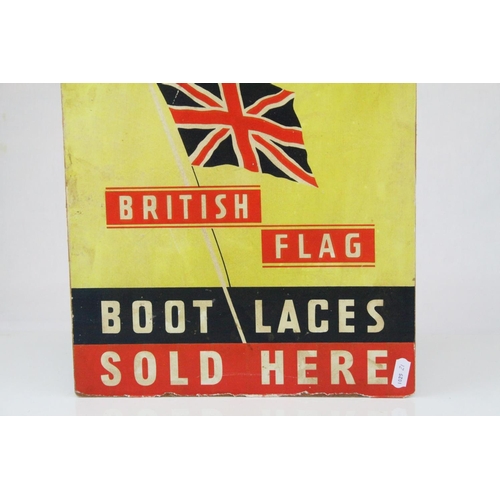 BRITISH
FLAG
BOOT LACES
SOLD HERE